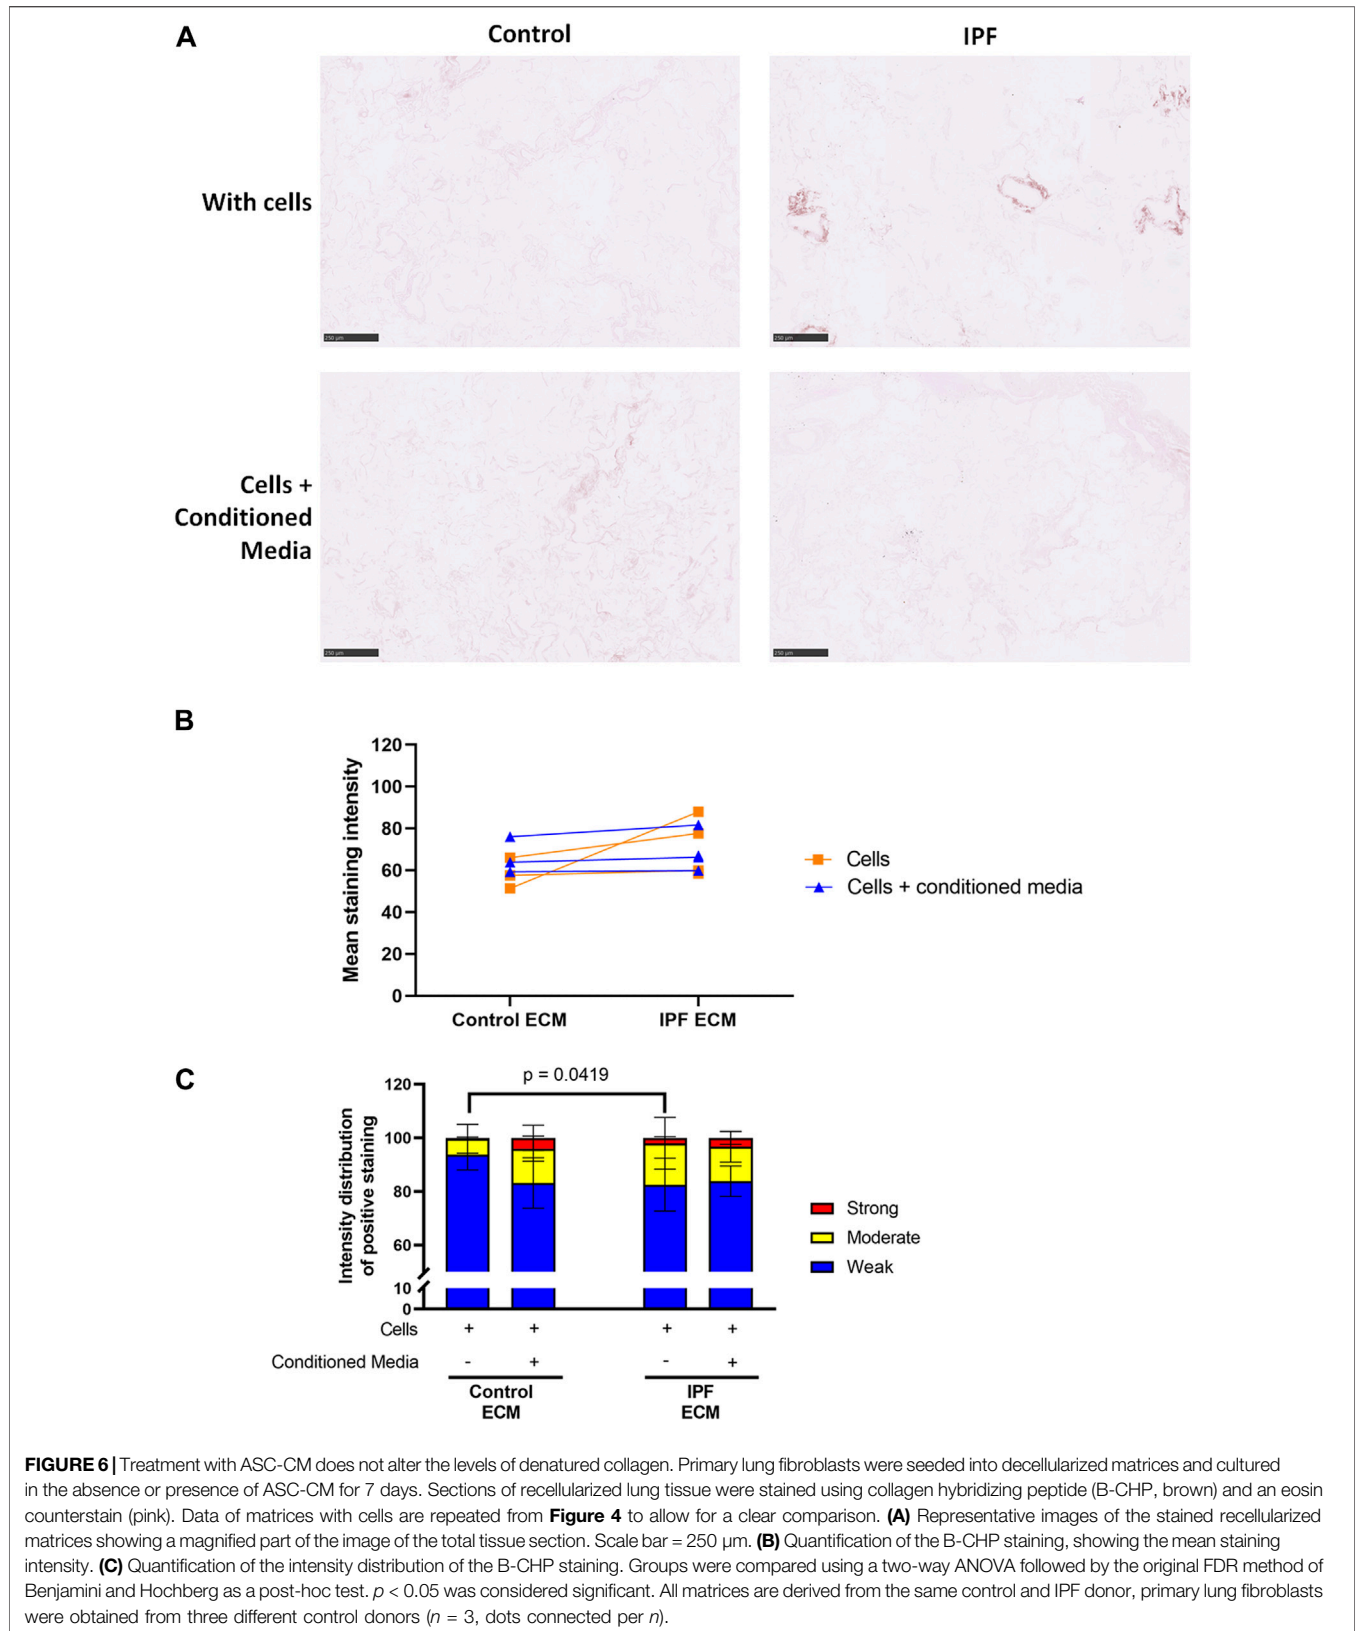 A
Control
IPF
With cells
250 µm
250 µm
Cells +
Conditioned
Media
250 µm
250 µm
B
Mean staining intensity
120
100
80
60
40
20
0
Control ECM
IPF ECM
Cells
Cells + conditioned media
C
p = 0.0419
Intensity distribution
of positive staining
120
100
80
60
10
0
Strong
Moderate
Weak
Cells + + + +
Conditioned Media - + - +
Control
ECM
IPF
ECM
FIGURE 6 | Treatment with ASC-CM does not alter the levels of denatured collagen. Primary lung fibroblasts were seeded into decellularized matrices and cultured
in the absence or presence of ASC-CM for 7 days. Sections of recellularized lung tissue were stained using collagen hybridizing peptide (B-CHP, brown) and an eosin
counterstain (pink). Data of matrices with cells are repeated from Figure 4 to allow for a clear comparison. (A) Representative images of the stained recellularized
matrices showing a magnified part of the image of the total tissue section. Scale bar = 250 µm. (B) Quantification of the B-CHP staining, showing the mean staining
intensity. (C) Quantification of the intensity distribution of the B-CHP staining. Groups were compared using a two-way ANOVA followed by the original FDR method of
Benjamini and Hochberg as a post-hoc test. p < 0.05 was considered significant. All matrices are derived from the same control and IPF donor, primary lung fibroblasts
were obtained from three different control donors (n = 3, dots connected per n).